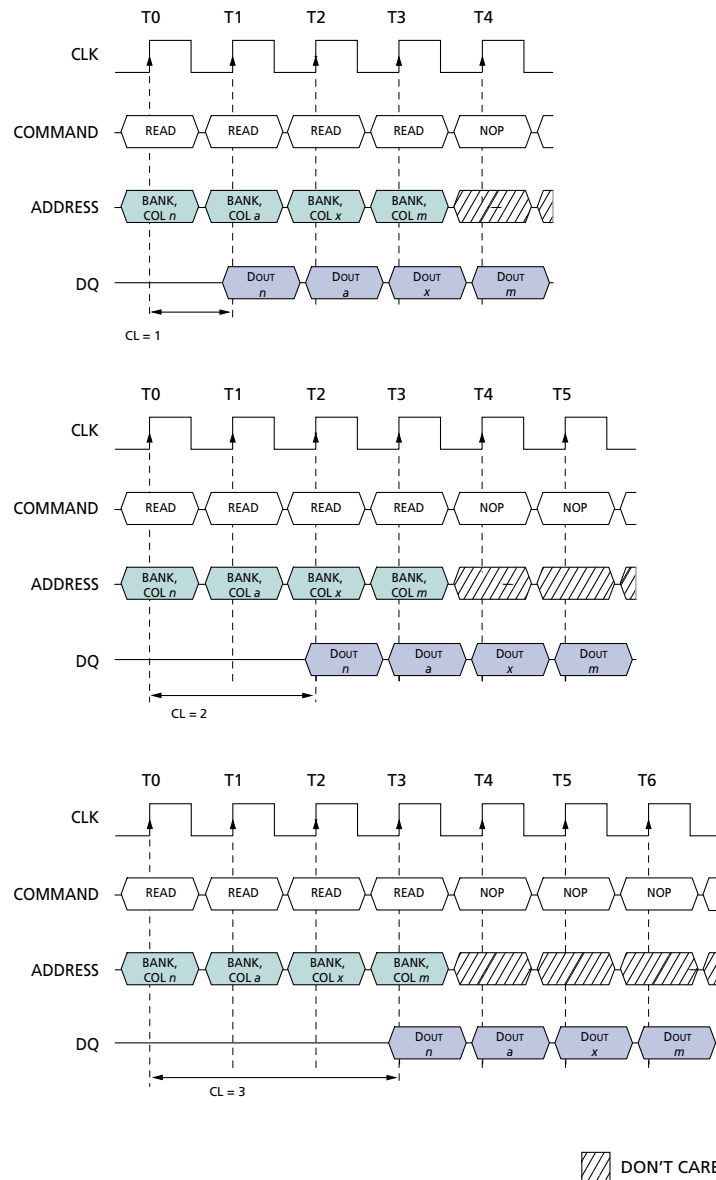 T0 T1 T2 T3 T4
CLK
COMMAND READ READ READ READ NOP
ADDRESS BANK, COL n BANK, COL a BANK, COL x BANK, COL m
DQ DOUT n DOUT a DOUT x DOUT m
CL = 1
T0 T1 T2 T3 T4 T5
CLK
COMMAND READ READ READ READ NOP NOP
ADDRESS BANK, COL n BANK, COL a BANK, COL x BANK, COL m
DQ DOUT n DOUT a DOUT x DOUT m
CL = 2
T0 T1 T2 T3 T4 T5 T6
CLK
COMMAND READ READ READ READ NOP NOP NOP
ADDRESS BANK, COL n BANK, COL a BANK, COL x BANK, COL m
DQ DOUT n DOUT a DOUT x DOUT m
CL = 3
DON'T CARE